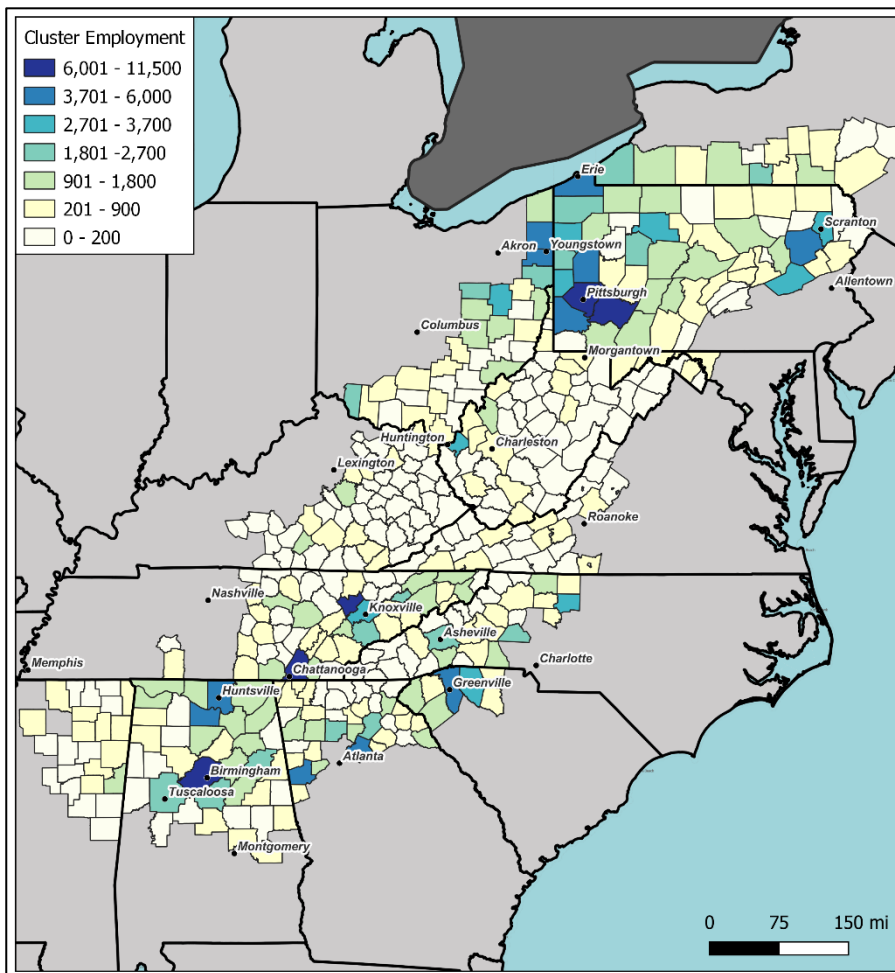 Cluster Employment
6,001 - 11,500
3,701 - 6,000
2,701 - 3,700
1,801 -2,700
901 - 1,800
201 - 900
0 - 200
Erie
Scranton
Akron
Youngstown
Allentown
Pittsburgh
Columbus
Morgantown
Huntington
Charleston
Lexington
Roanoke
Nashville
Knoxville
Asheville
Memphis
Chattanooga
Charlotte
Huntsville
Greenville
Atlanta
Birmingham
Tuscaloosa
Montgomery
0 75 150 mi